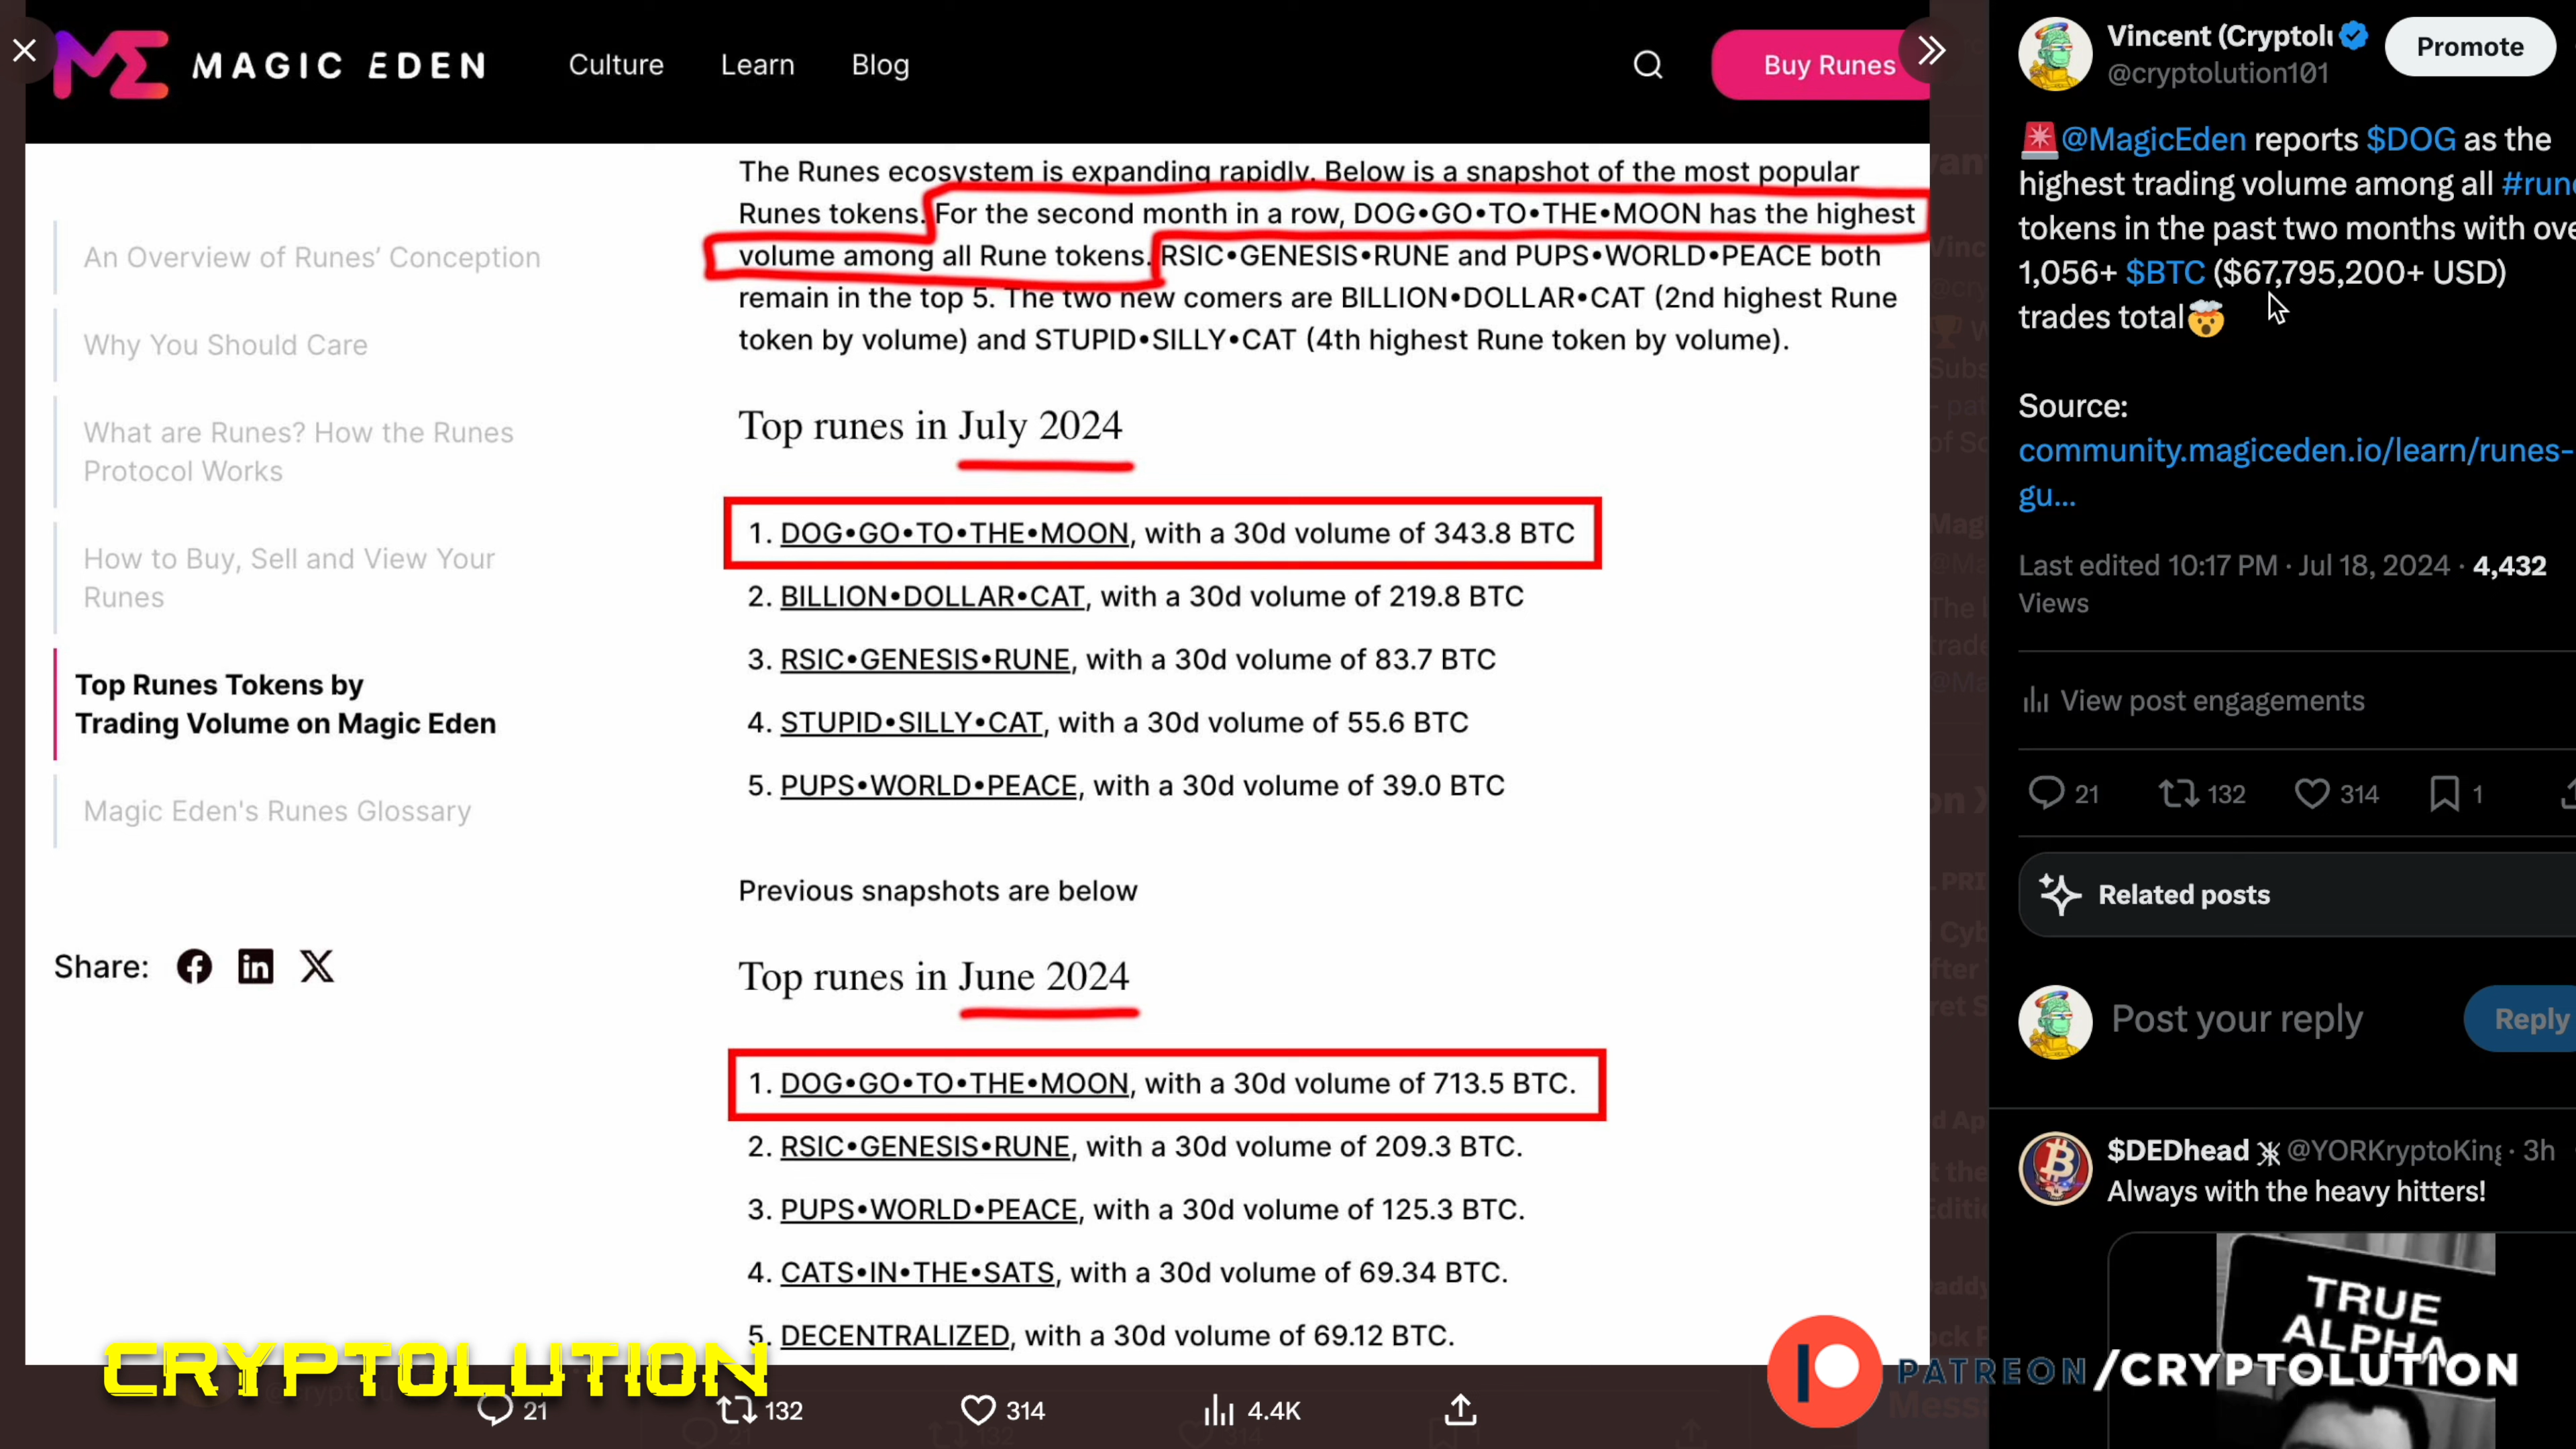 MAGIC EDEN
Culture
Learn
Blog
Buy Runes
An Overview of Runes’ Conception
Why You Should Care
What are Runes? How the Runes
Protocol Works
How to Buy, Sell and View Your
Runes
Top Runes Tokens by
Trading Volume on Magic Eden
Magic Eden's Runes Glossary
Share:
The Runes ecosystem is expanding rapidly. Below is a snapshot of the most popular
Runes tokens. For the second month in a row, DOG•GO•TO•THE•MOON has the highest
volume among all Rune tokens. RSIC•GENESIS•RUNE and PUPS•WORLD•PEACE both
remain in the top 5. The two new comers are BILLION•DOLLAR•CAT (2nd highest Rune
token by volume) and STUPID•SILLY•CAT (4th highest Rune token by volume).
Top runes in July 2024
1. DOG•GO•TO•THE•MOON, with a 30d volume of 343.8 BTC
2. BILLION•DOLLAR•CAT, with a 30d volume of 219.8 BTC
3. RSIC•GENESIS•RUNE, with a 30d volume of 83.7 BTC
4. STUPID•SILLY•CAT, with a 30d volume of 55.6 BTC
5. PUPS•WORLD•PEACE, with a 30d volume of 39.0 BTC
Previous snapshots are below
Top runes in June 2024
1. DOG•GO•TO•THE•MOON, with a 30d volume of 713.5 BTC.
2. RSIC•GENESIS•RUNE, with a 30d volume of 209.3 BTC.
3. PUPS•WORLD•PEACE, with a 30d volume of 125.3 BTC.
4. CATS•IN•THE•SATS, with a 30d volume of 69.34 BTC.
5. DECENTRALIZED, with a 30d volume of 69.12 BTC.
CRYPTOLUTION
21
132
314
4.4K
Vincent (Cryptolu
@cryptolution101
Promote
@MagicEden reports $DOG as the
highest trading volume among all #rune
tokens in the past two months with ove
1,056+ $BTC ($67,795,200+ USD)
trades total
Source:
community.magiceden.io/learn/runes-
gu...
Last edited 10:17 PM · Jul 18, 2024 · 4,432
Views
View post engagements
21
132
314
1
Related posts
Post your reply
Reply
$DEDhead @YORKryptoKing · 3h
Always with the heavy hitters!
TRUE
ALPHA
PATREON/CRYPTOLUTION